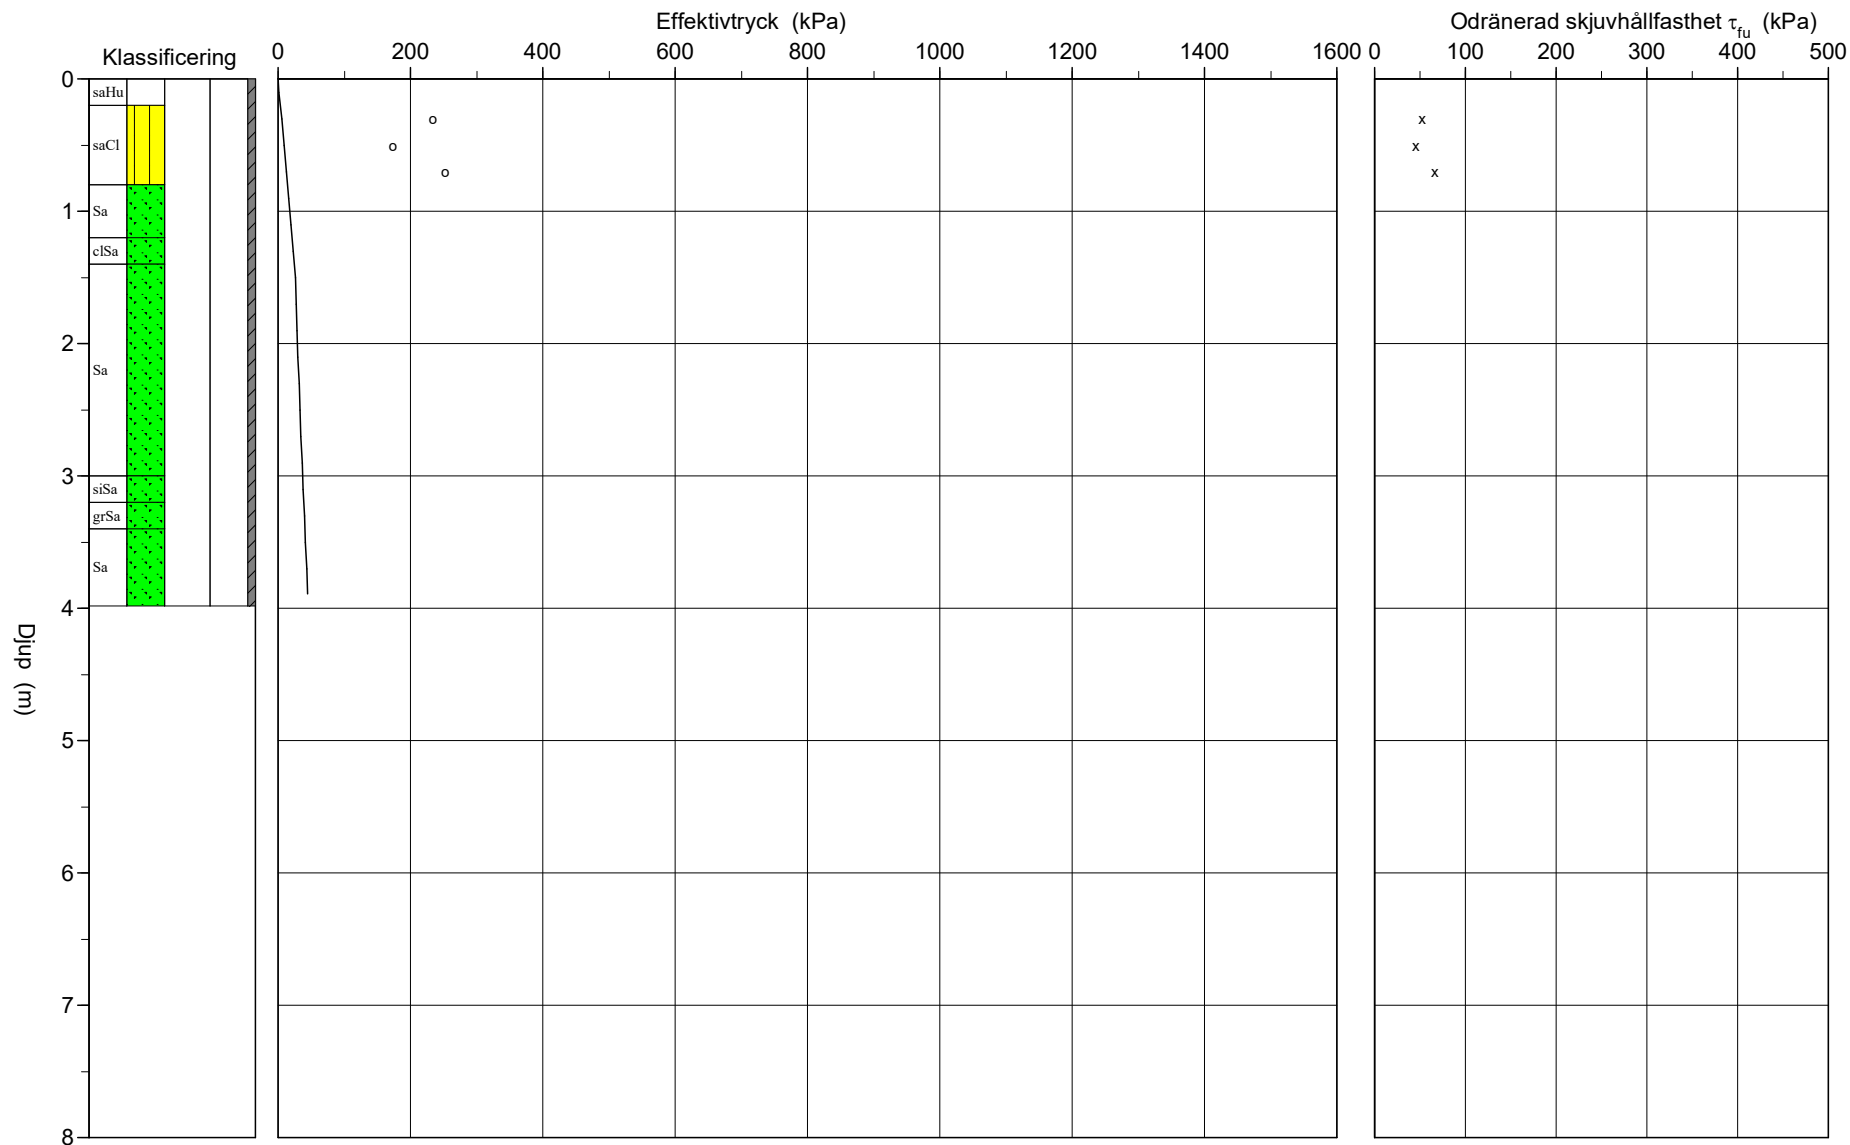 Effektivtryck (kPa)
Odränerad skjuvhållfasthet τfu (kPa)
Klassificering
0 200 400 600 800 1000 1200 1400 1600
0 100 200 300 400 500
0
saHu
o x
saCl
o x
o x
Sa
1
clSa
2
Sa
3
siSa
grSa
Sa
4
Djup (m)
5
6
7
8